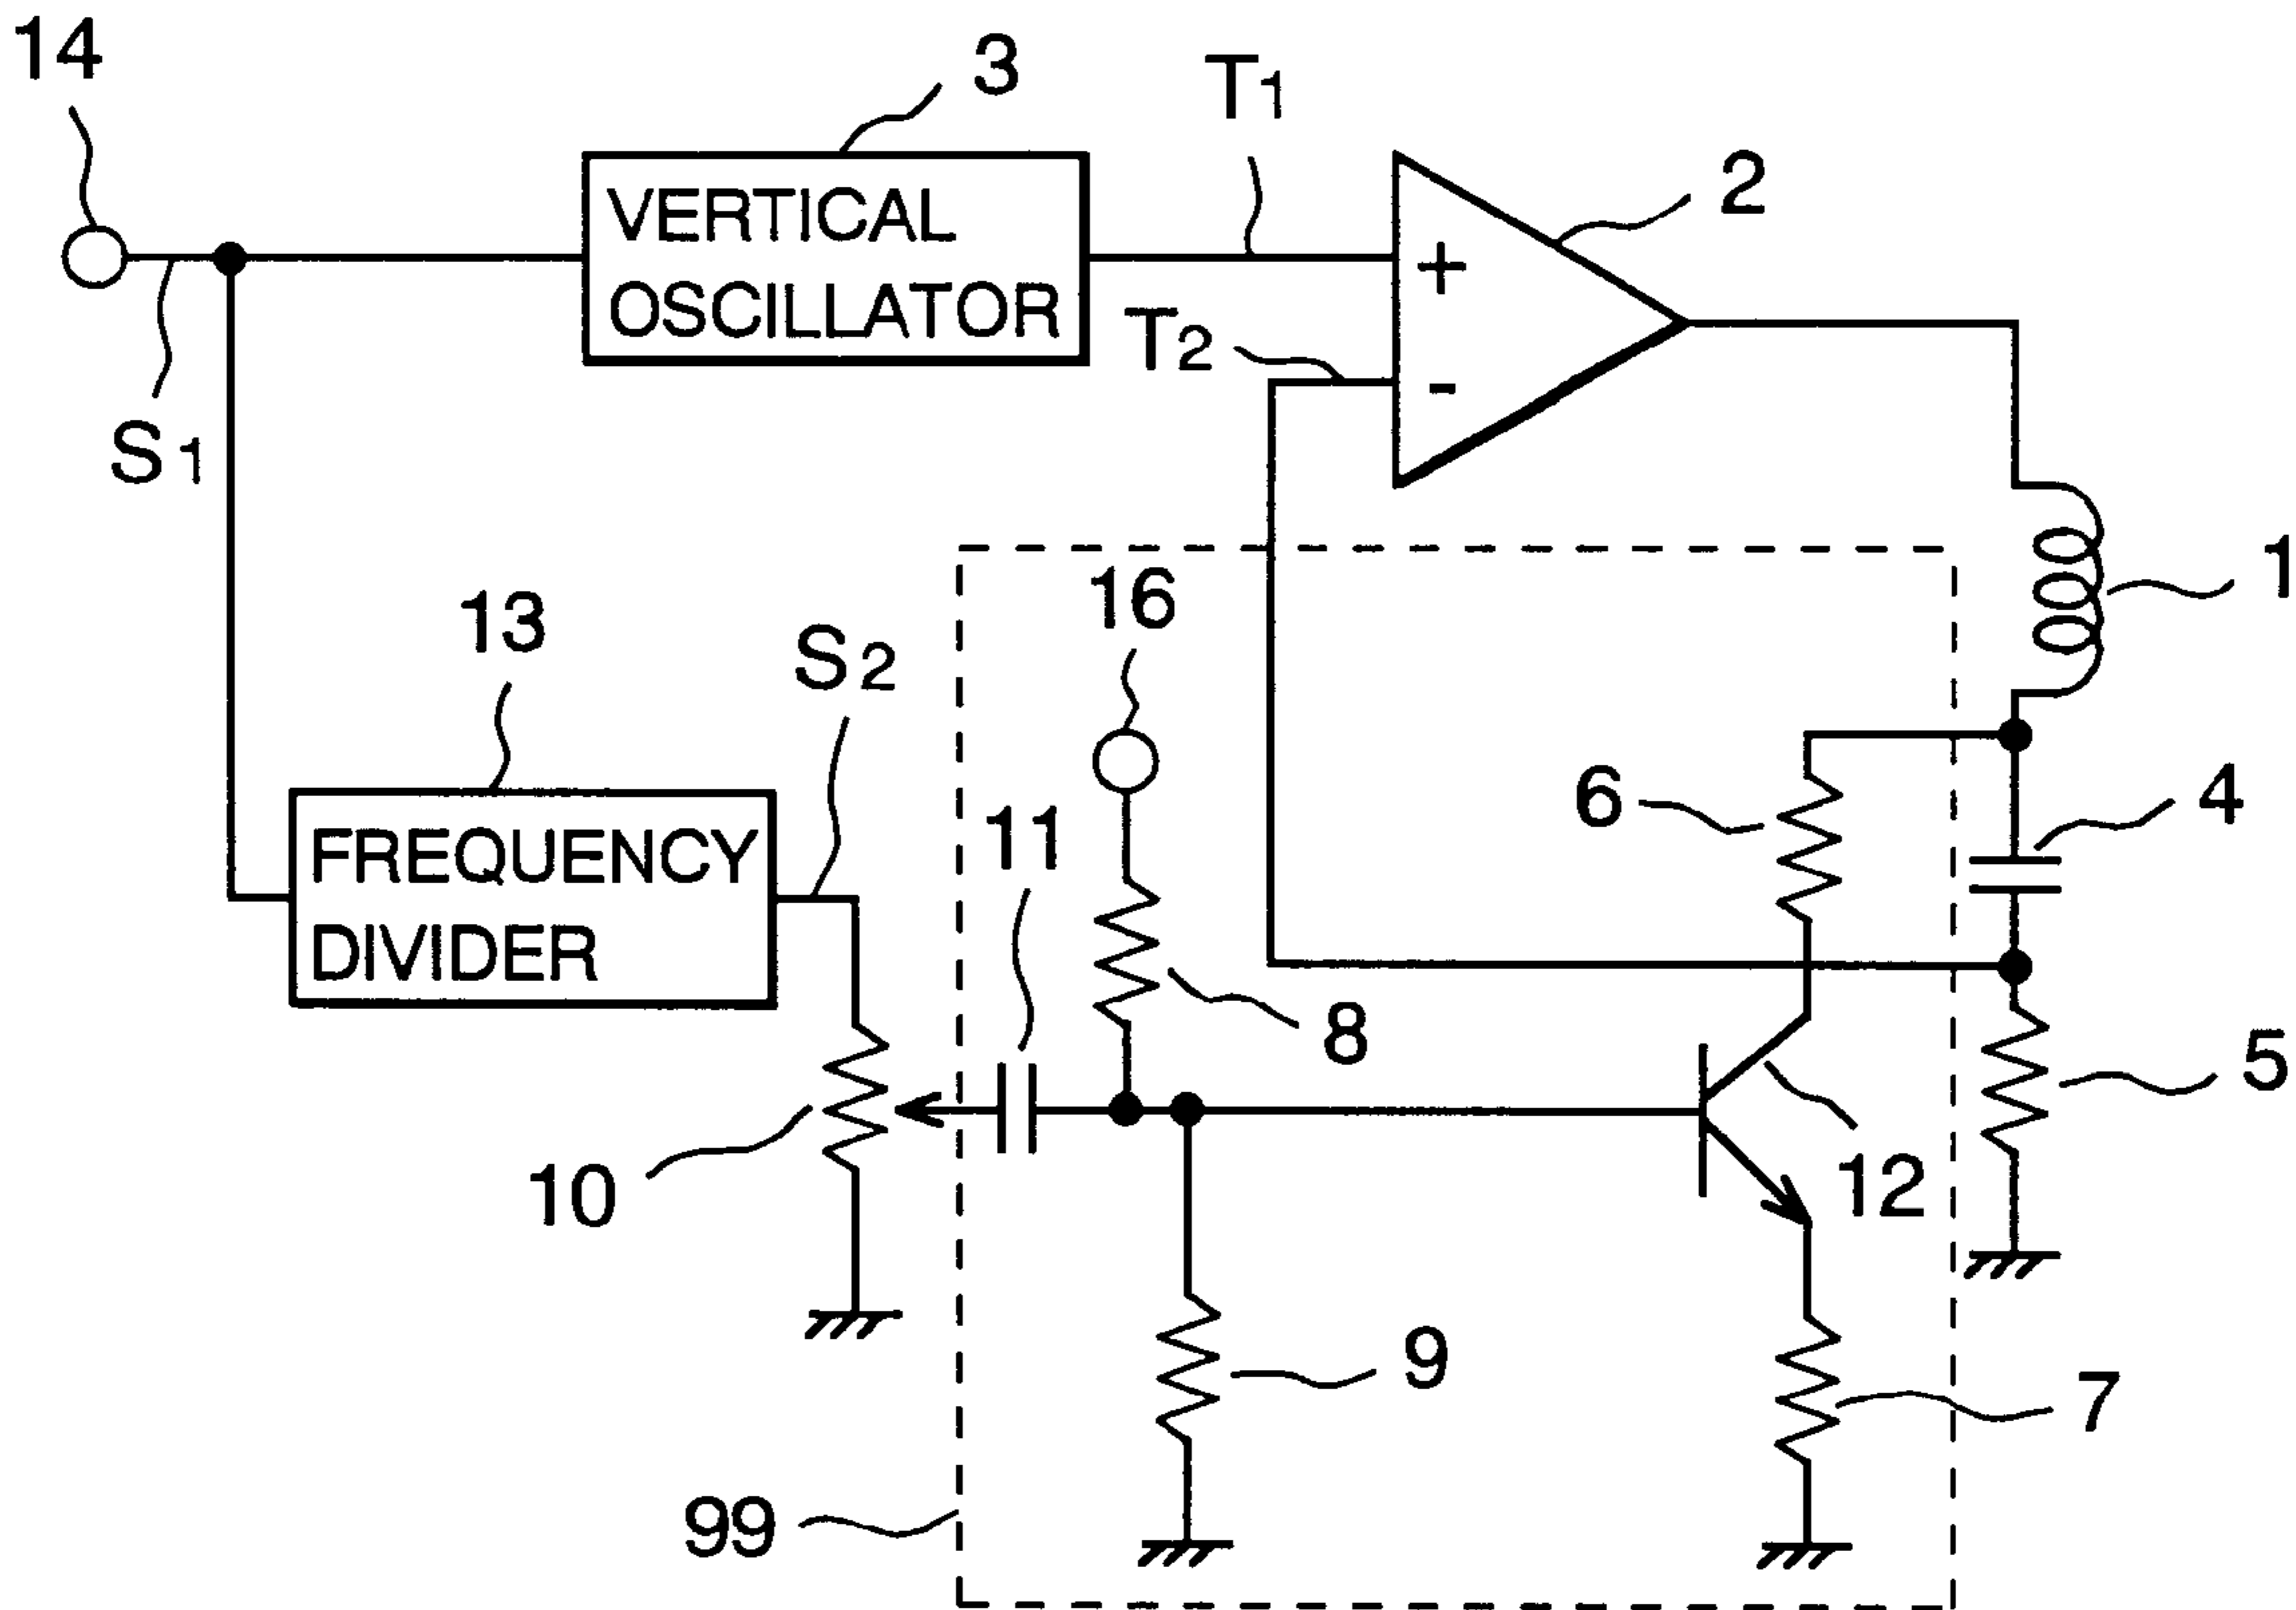 14
3
T1
2
VERTICAL
OSCILLATOR
+
T2
-
S1
16
1
13
S2
6
4
11
FREQUENCY
DIVIDER
8
5
10
12
9
7
99